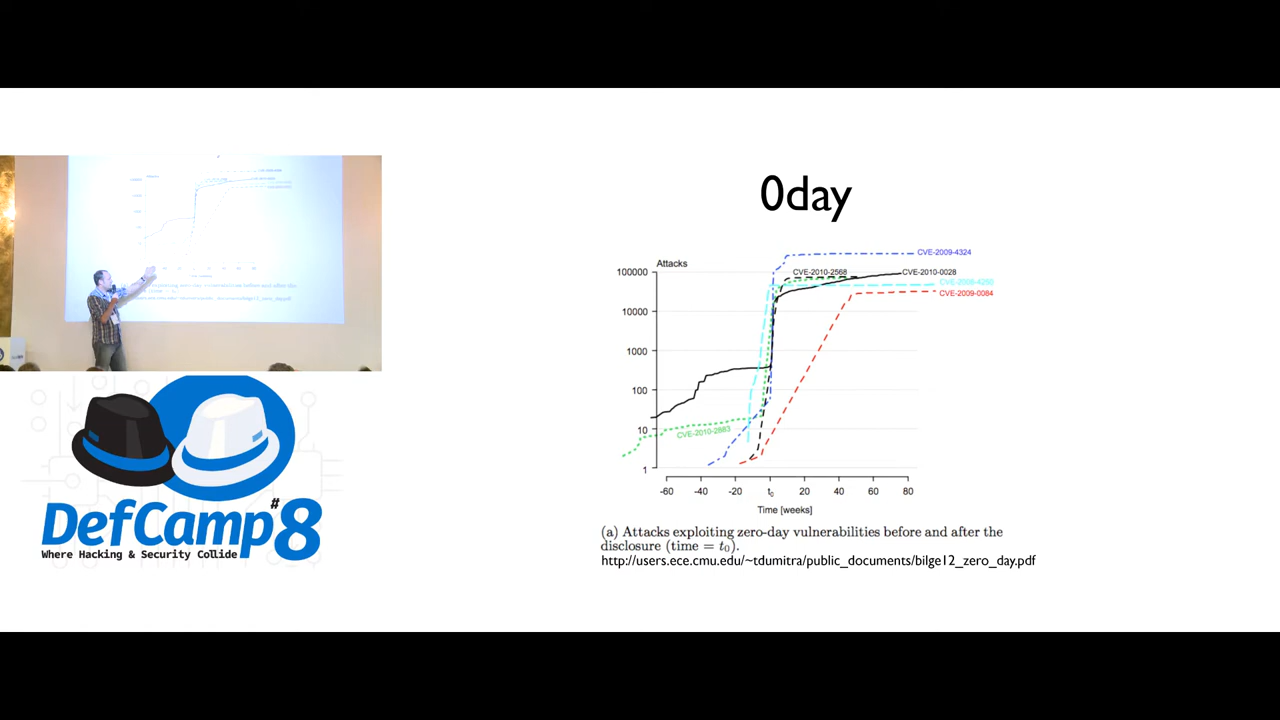 0day
Attacks
CVE-2009-4324
100000
CVE-2010-2568
CVE-2010-0028
CVE-2009-0084
10000
1000
100
10
CVE-2010-2883
1
-60 -40 -20 t0 20 40 60 80
Time [weeks]
(a) Attacks exploiting zero-day vulnerabilities before and after the
disclosure (time = t0).
http://users.ece.cmu.edu/~tdumitra/public_documents/bilge12_zero_day.pdf
DefCamp#8
Where Hacking & Security Collide